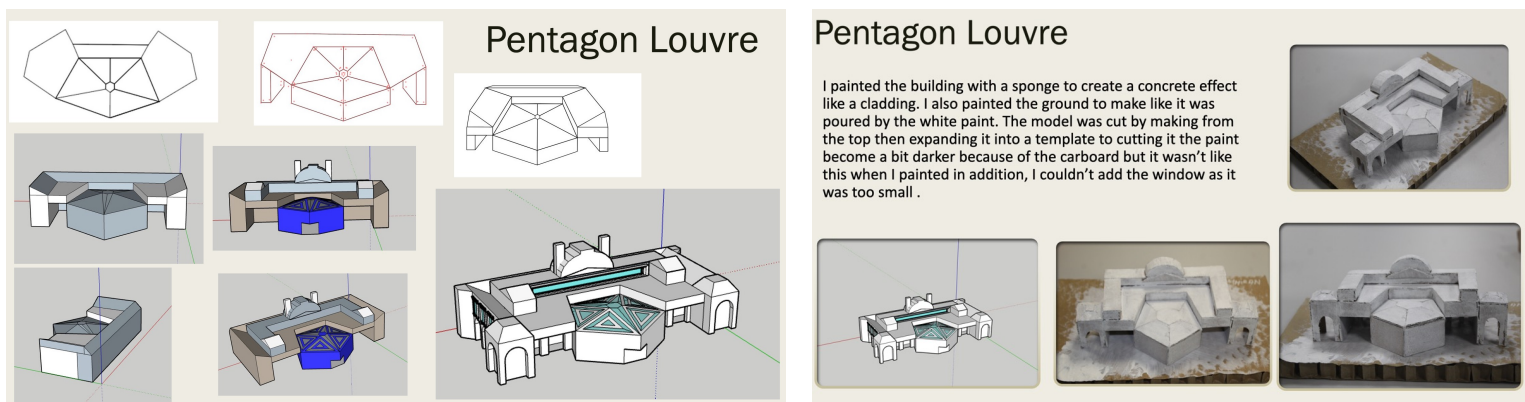 Pentagon Louvre
Pentagon Louvre
I painted the building with a sponge to create a concrete effect
like a cladding. I also painted the ground to make like it was
poured by the white paint. The model was cut by making from
the top then expanding it into a template to cutting it the paint
become a bit darker because of the carboard but it wasn’t like
this when I painted in addition, I couldn’t add the window as it
was too small .